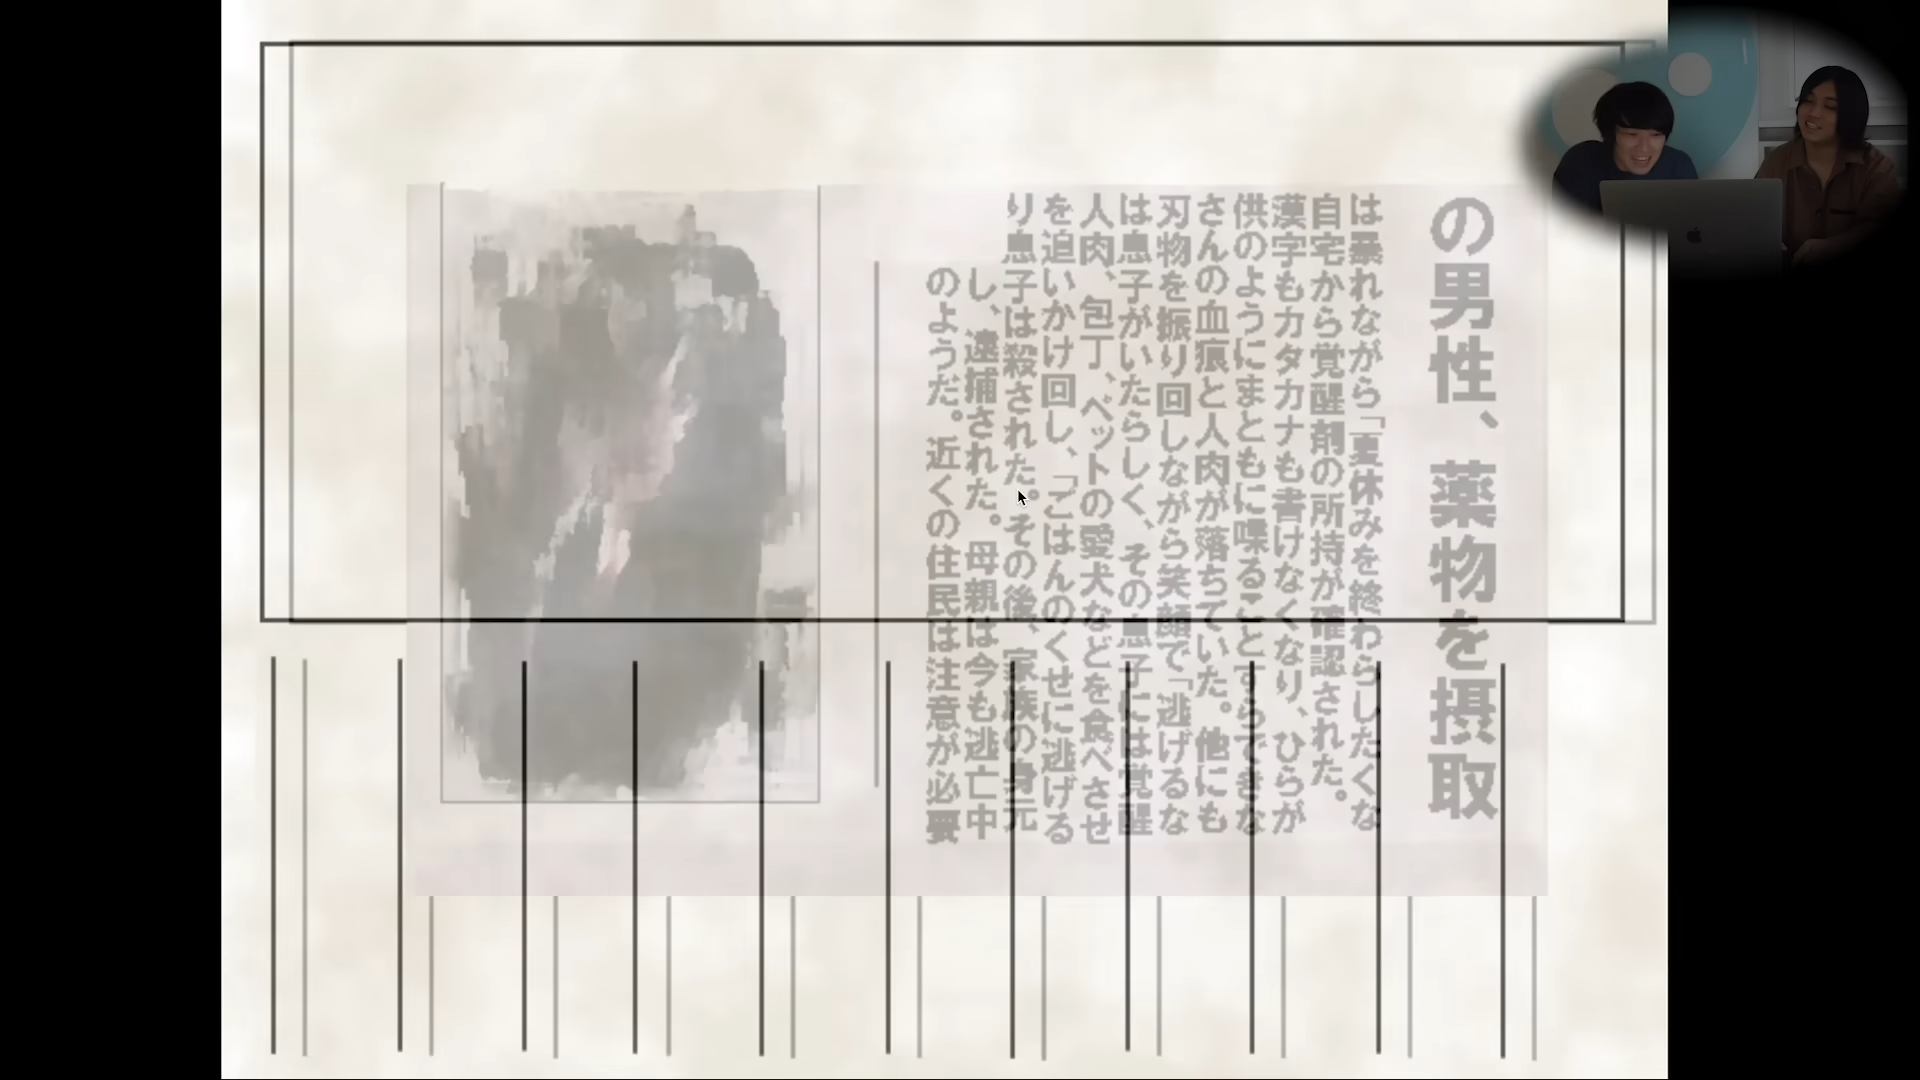 の男性、薬物を摂取
は暴れながら「夏休みを終わらしたくな
自宅から覚醒剤の所持が確認された。
漢字もカタカナも書けなくなり、ひらが
供のようにまともに喋ることすらできな
さんの血痕と人肉が落ちていた。他にも
刃物を振り回しながら笑顔で「逃げるな
は息子がいたらしく、その息子には覚醒
人肉、包丁、ペットの愛犬などを食べさせ
を追いかけ回し、「ごはんのくせに逃げる
り息子は殺された。その後、家族の身元
し、逮捕された。母親は今も逃亡中
のようだ。近くの住民は注意が必要